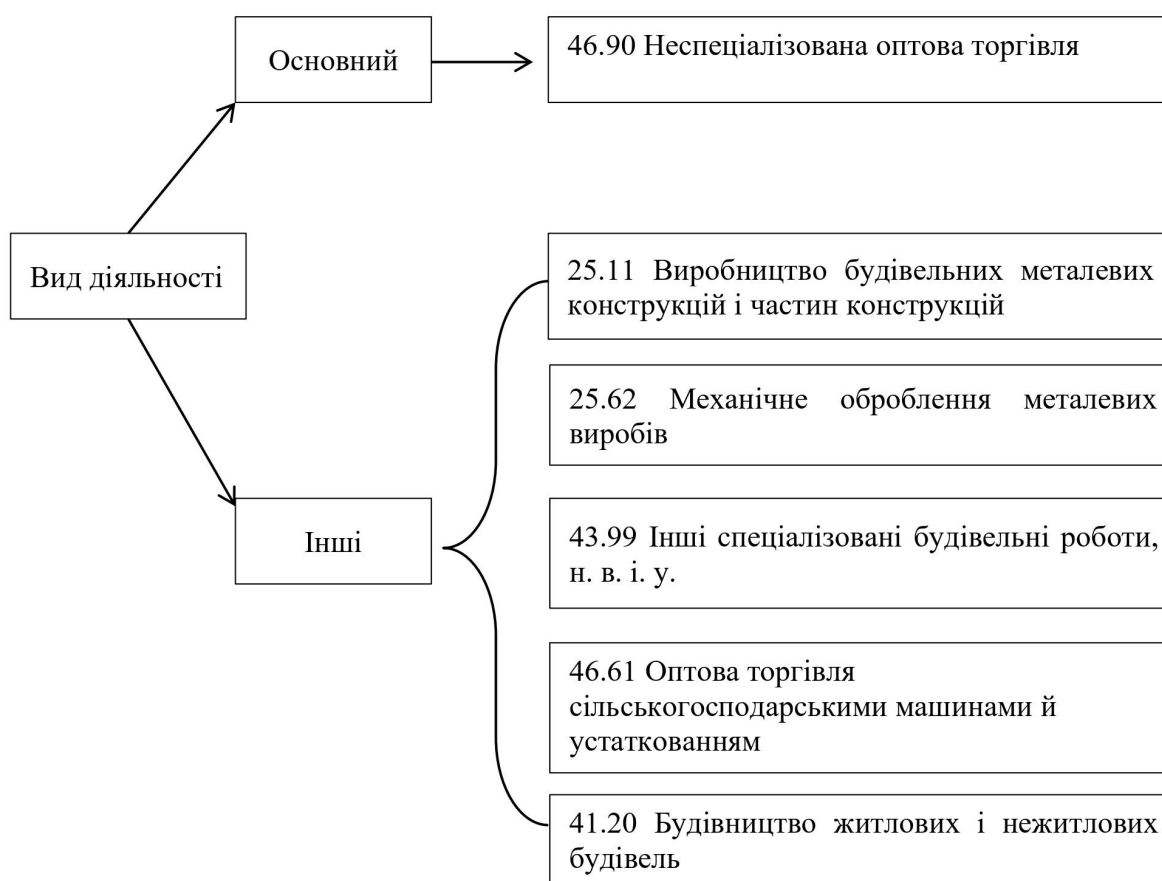 Основний
46.90 Неспеціалізована оптова торгівля
Вид діяльності
25.11 Виробництво будівельних металевих
конструкцій і частин конструкцій
25.62 Механічне оброблення металевих
виробів
Інші
43.99 Інші спеціалізовані будівельні роботи,
н. в. і. у.
46.61 Оптова торгівля
сільськогосподарськими машинами й
устаткованням
41.20 Будівництво житлових і нежитлових
будівель